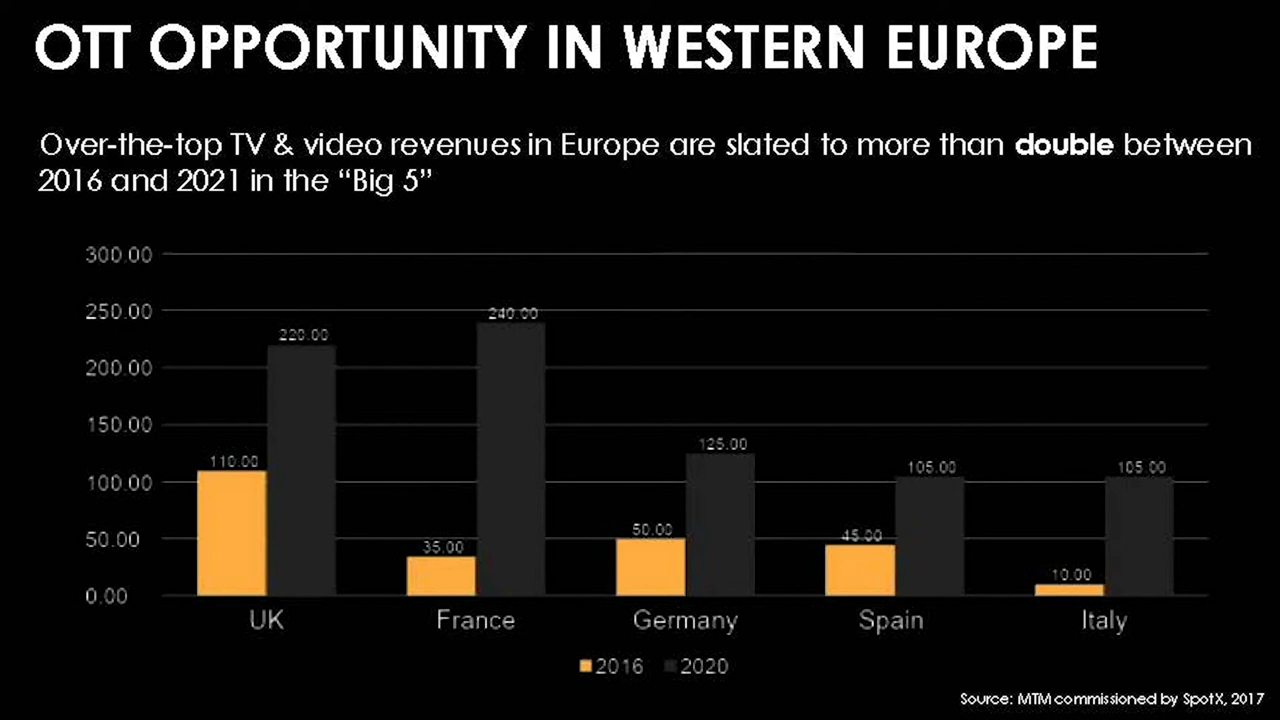 OTT OPPORTUNITY IN WESTERN EUROPE
Over-the-top TV & video revenues in Europe are slated to more than double between
2016 and 2021 in the “Big 5”
300.00
250.00
200.00
150.00
100.00
50.00
0.00
110.00
220.00
35.00
240.00
50.00
125.00
45.00
105.00
10.00
105.00
UK
France
Germany
Spain
Italy
2016
2020
Source: MTM commissioned by SpotX, 2017